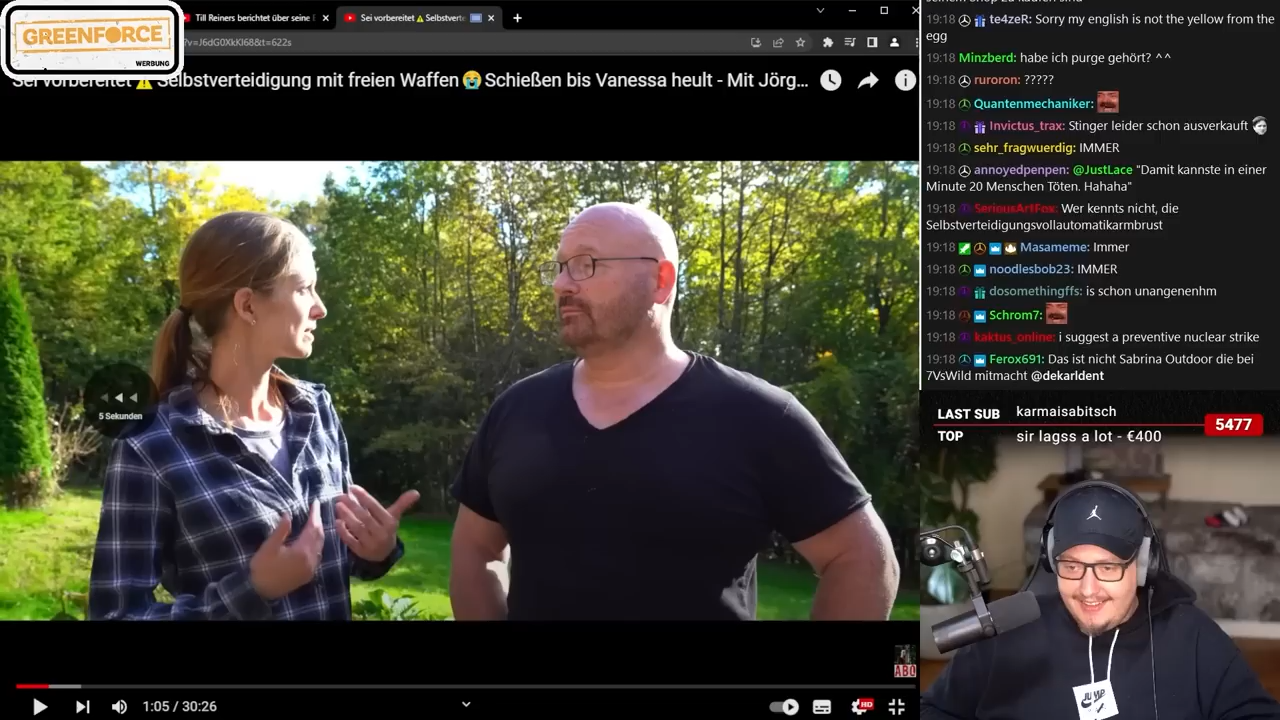 GREENFORCE
WERBUNG
Till Reiners berichtet über seine
Sei vorbereitet ⚠ Selbstvert
v=J6dG0XkKI68&t=622s
Sei vorbereitet ⚠ Selbstverteidigung mit freien Waffen 😭 Schießen bis Vanessa heult - Mit Jörg...
5 Sekunden
ABO
1:05 / 30:26
HD
19:18 te4zeR: Sorry my english is not the yellow from the
egg
19:18 Minzberd: habe ich purge gehört? ^^
19:18 ruroron: ?????
19:18 Quantenmechaniker:
19:18 Invictus_trax: Stinger leider schon ausverkauft
19:18 sehr_fragwuerdig: IMMER
19:18 annoyedpenpen: @JustLace "Damit kannste in einer
Minute 20 Menschen Töten. Hahaha"
19:18 SeriousArtFox: Wer kennts nicht, die
Selbstverteidigungsvollautomatikarmbrust
19:18 Masameme: Immer
19:18 noodlesbob23: IMMER
19:18 dosomethingffs: is schon unangenenhm
19:18 Schrom7:
19:18 kaktus_online: i suggest a preventive nuclear strike
19:19 Ferox691: Das ist nicht Sabrina Outdoor die bei
7VsWild mitmacht @dekarldent
LAST SUB karmaisabitsch
TOP sir lagss a lot - €400
5477
JUMP